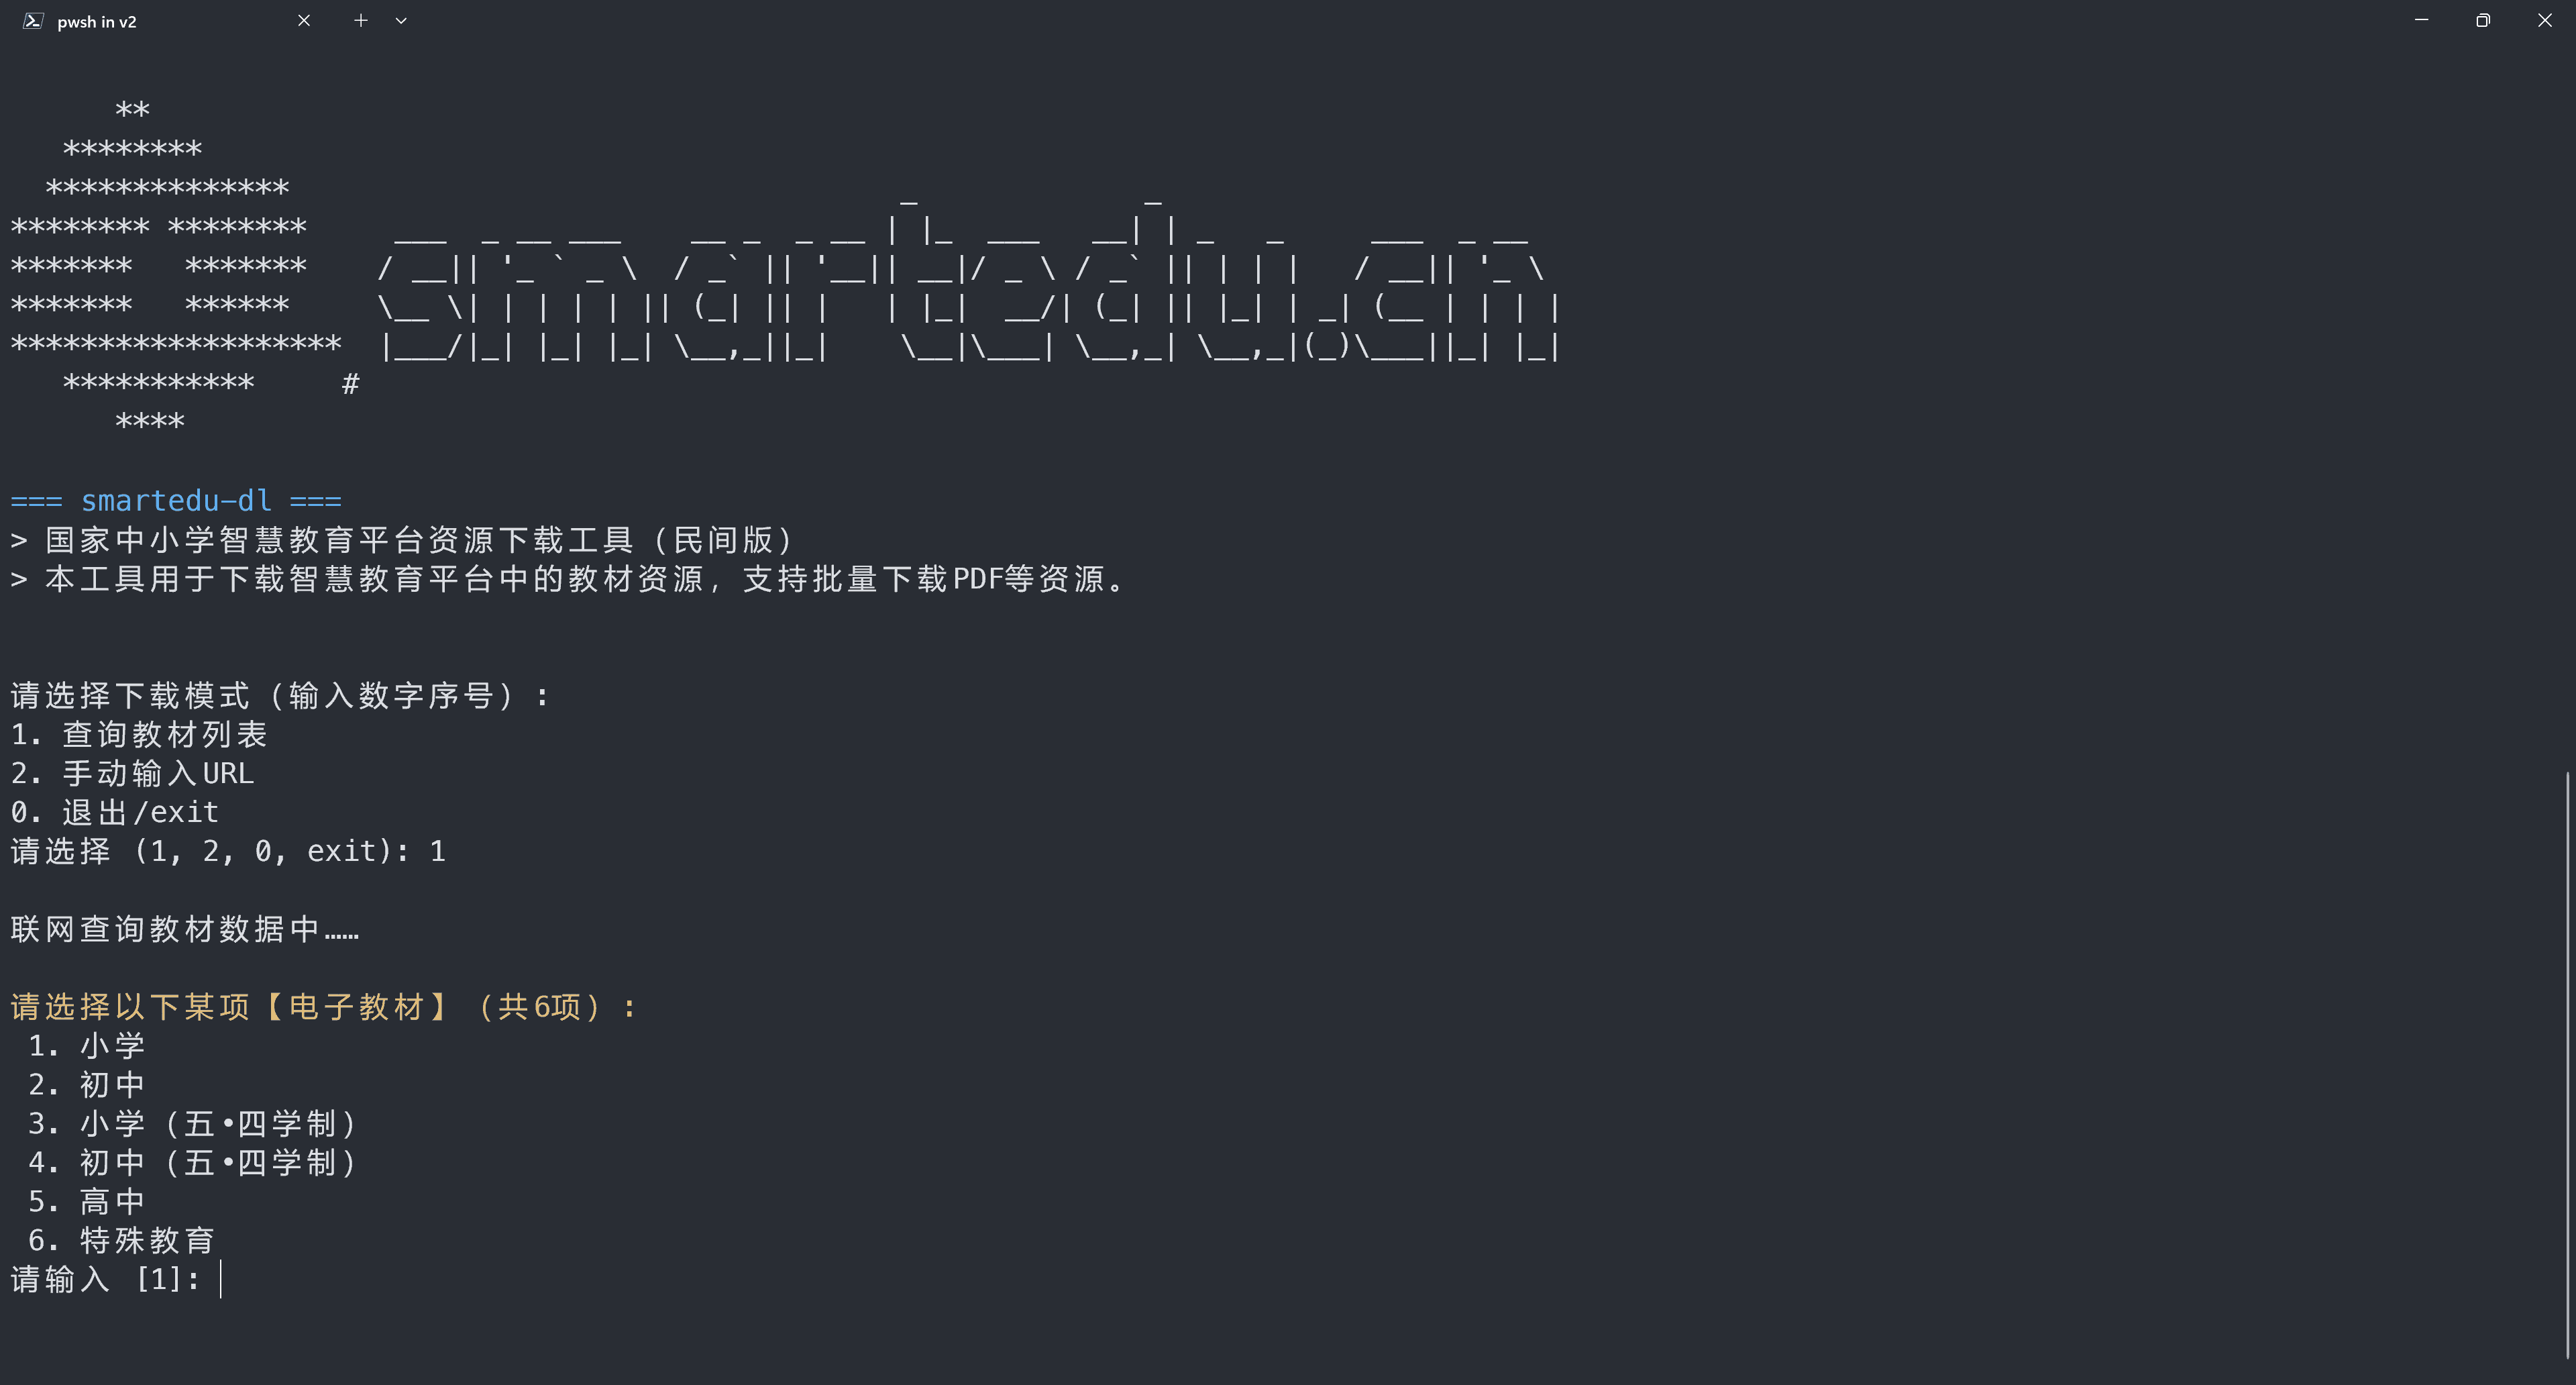 pwsh in v2
       **
   ********
  **************
******** ********
*******   *******
*******   ******
*******************
   ***********     #
      ****
smartedu.cn
=== smartedu-dl ===
> 国家中小学智慧教育平台资源下载工具（民间版）
> 本工具用于下载智慧教育平台中的教材资源，支持批量下载PDF等资源。
请选择下载模式（输入数字序号）:
1. 查询教材列表
2. 手动输入URL
0. 退出/exit
请选择 (1, 2, 0, exit): 1
联网查询教材数据中……
请选择以下某项【电子教材】（共6项）:
 1. 小学
 2. 初中
 3. 小学（五•四学制）
 4. 初中（五•四学制）
 5. 高中
 6. 特殊教育
请输入 [1]: